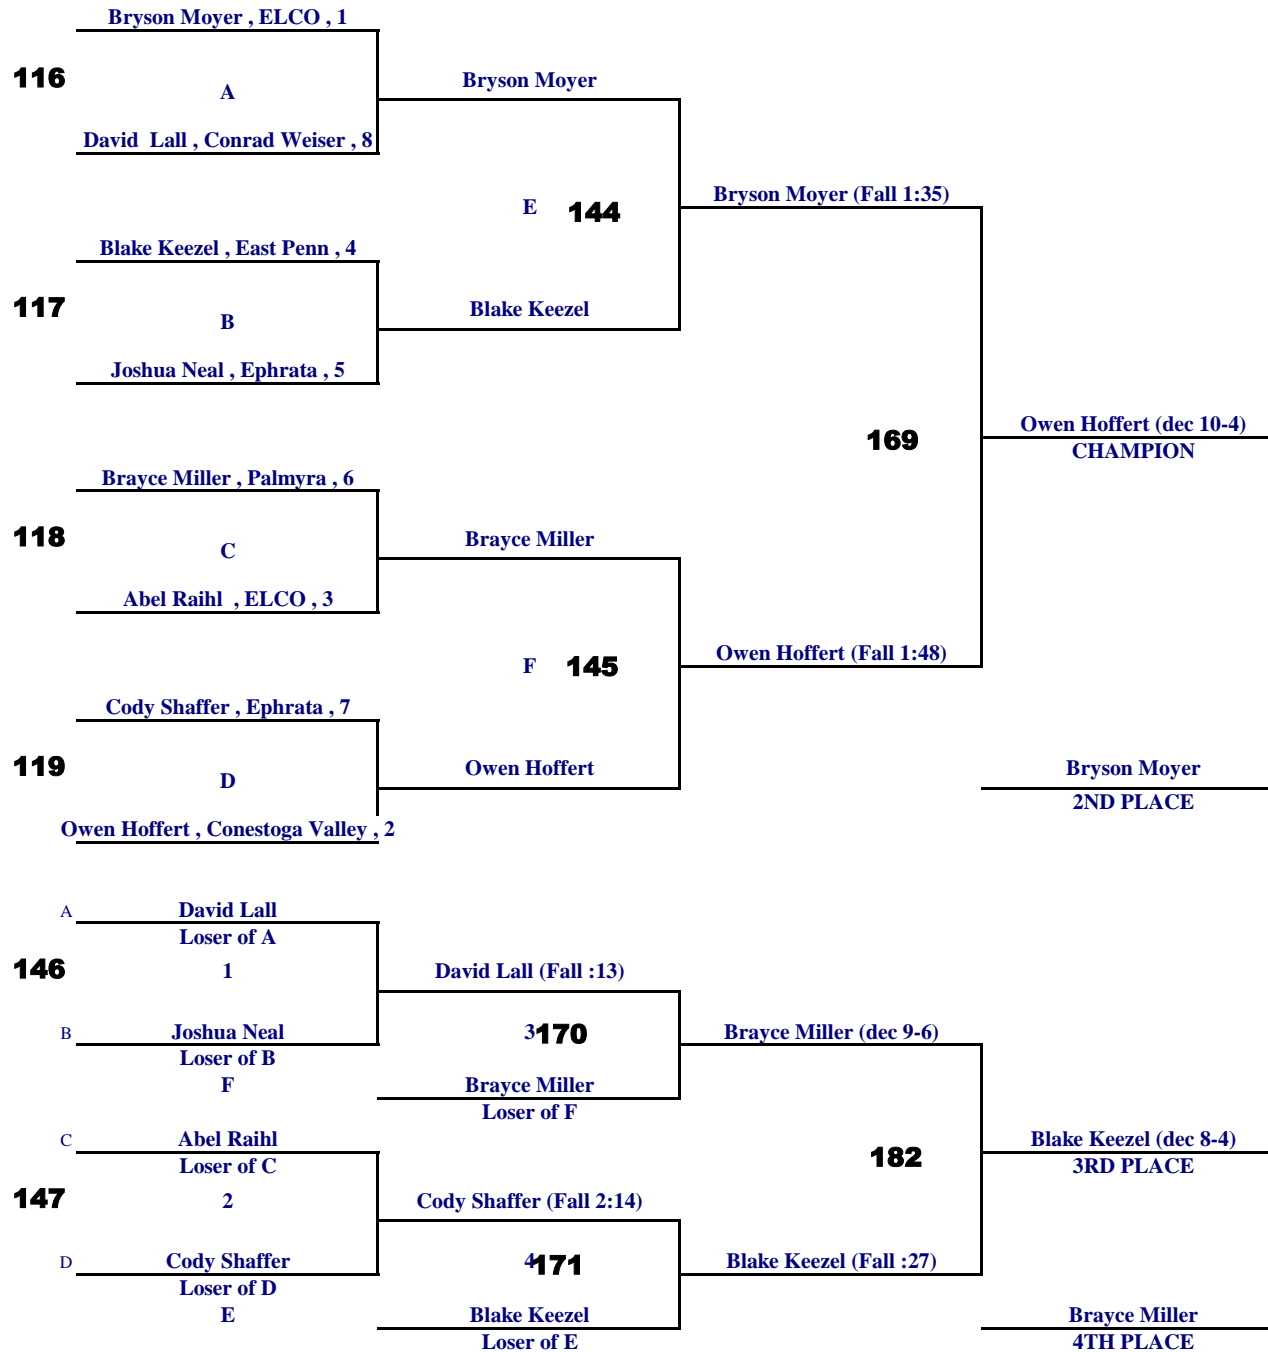 Bryson Moyer , ELCO , 1
116
A
Bryson Moyer
David  Lall , Conrad Weiser , 8
E
144
Bryson Moyer (Fall 1:35)
Blake Keezel , East Penn , 4
117
B
Blake Keezel
Joshua Neal , Ephrata , 5
169
Owen Hoffert (dec 10-4)
CHAMPION
Brayce Miller , Palmyra , 6
118
C
Brayce Miller
Abel Raihl  , ELCO , 3
F
145
Owen Hoffert (Fall 1:48)
Cody Shaffer , Ephrata , 7
119
D
Owen Hoffert
Bryson Moyer
2ND PLACE
Owen Hoffert , Conestoga Valley , 2
A
David Lall
Loser of A
146
1
David Lall (Fall :13)
B
Joshua Neal
Loser of B
3
170
Brayce Miller (dec 9-6)
F
Brayce Miller
Loser of F
C
Abel Raihl
Loser of C
182
Blake Keezel (dec 8-4)
3RD PLACE
147
2
Cody Shaffer (Fall 2:14)
D
Cody Shaffer
Loser of D
4
171
Blake Keezel (Fall :27)
E
Blake Keezel
Loser of E
Brayce Miller
4TH PLACE